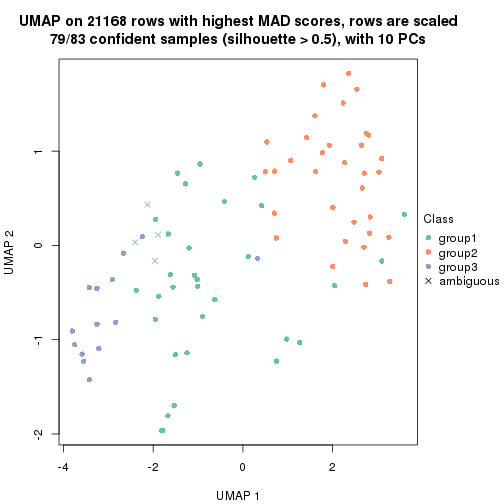 UMAP on 21168 rows with highest MAD scores, rows are scaled
79/83 confident samples (silhouette > 0.5), with 10 PCs
1
0
-1
-2
UMAP 2
-4
-2
0
2
UMAP 1
Class
group1
group2
group3
ambiguous